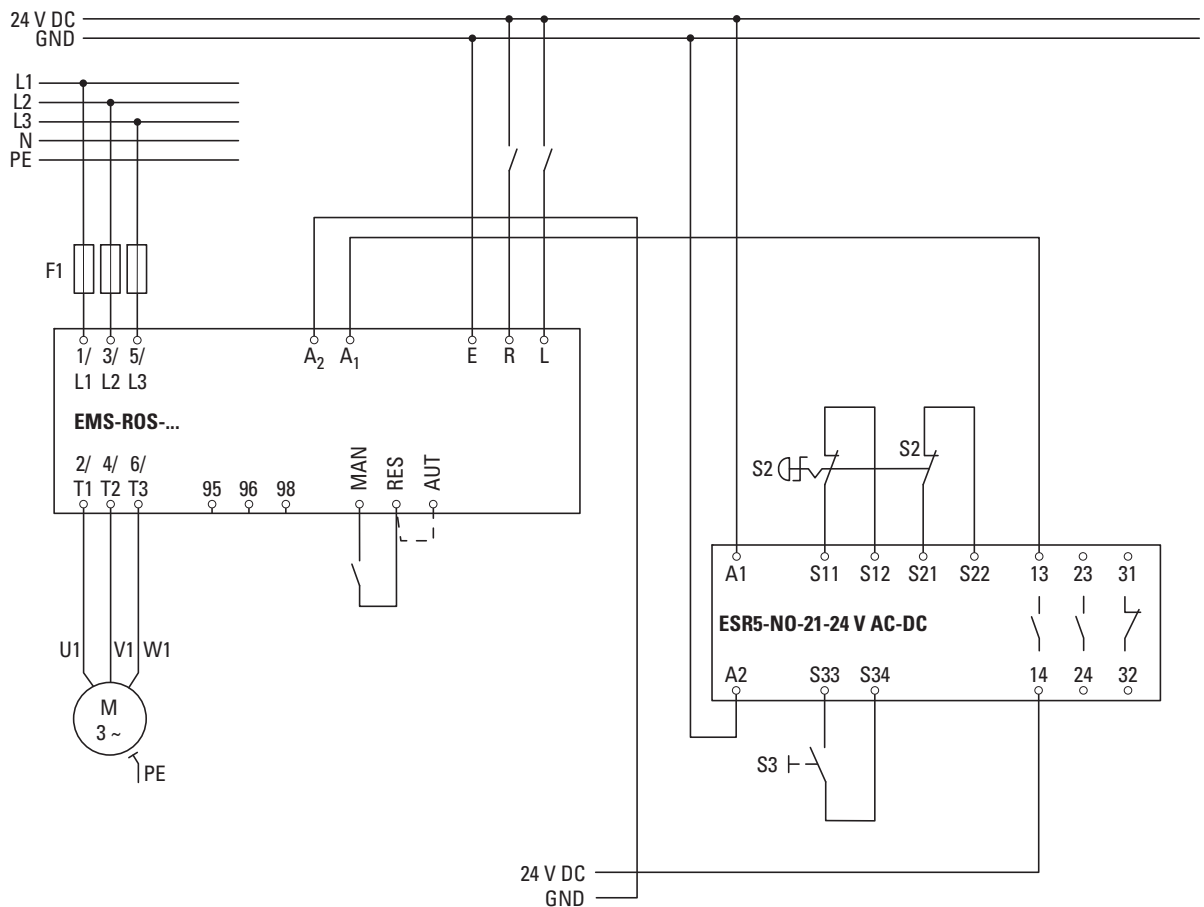 24 V DC
GND
L1
L2
L3
N
PE
F1
1/ 3/ 5/ A2 A1 E R L
L1 L2 L3
EMS-ROS-...
2/ 4/ 6/
T1 T2 T3 95 96 98 MAN RES AUT
S2 S2
A1 S11 S12 S21 S22 13 23 31
ESR5-NO-21-24 V AC-DC
A2 S33 S34 14 24 32
U1 V1 W1
M
3 ~
PE
S3
24 V DC
GND